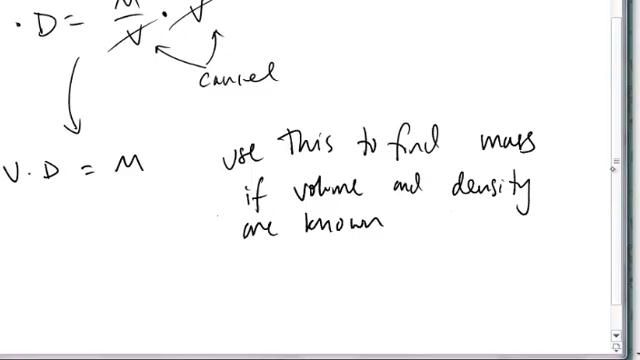 · D = M/V · V
cancel
V · D = M
use this to find mass
if volume and density
are known